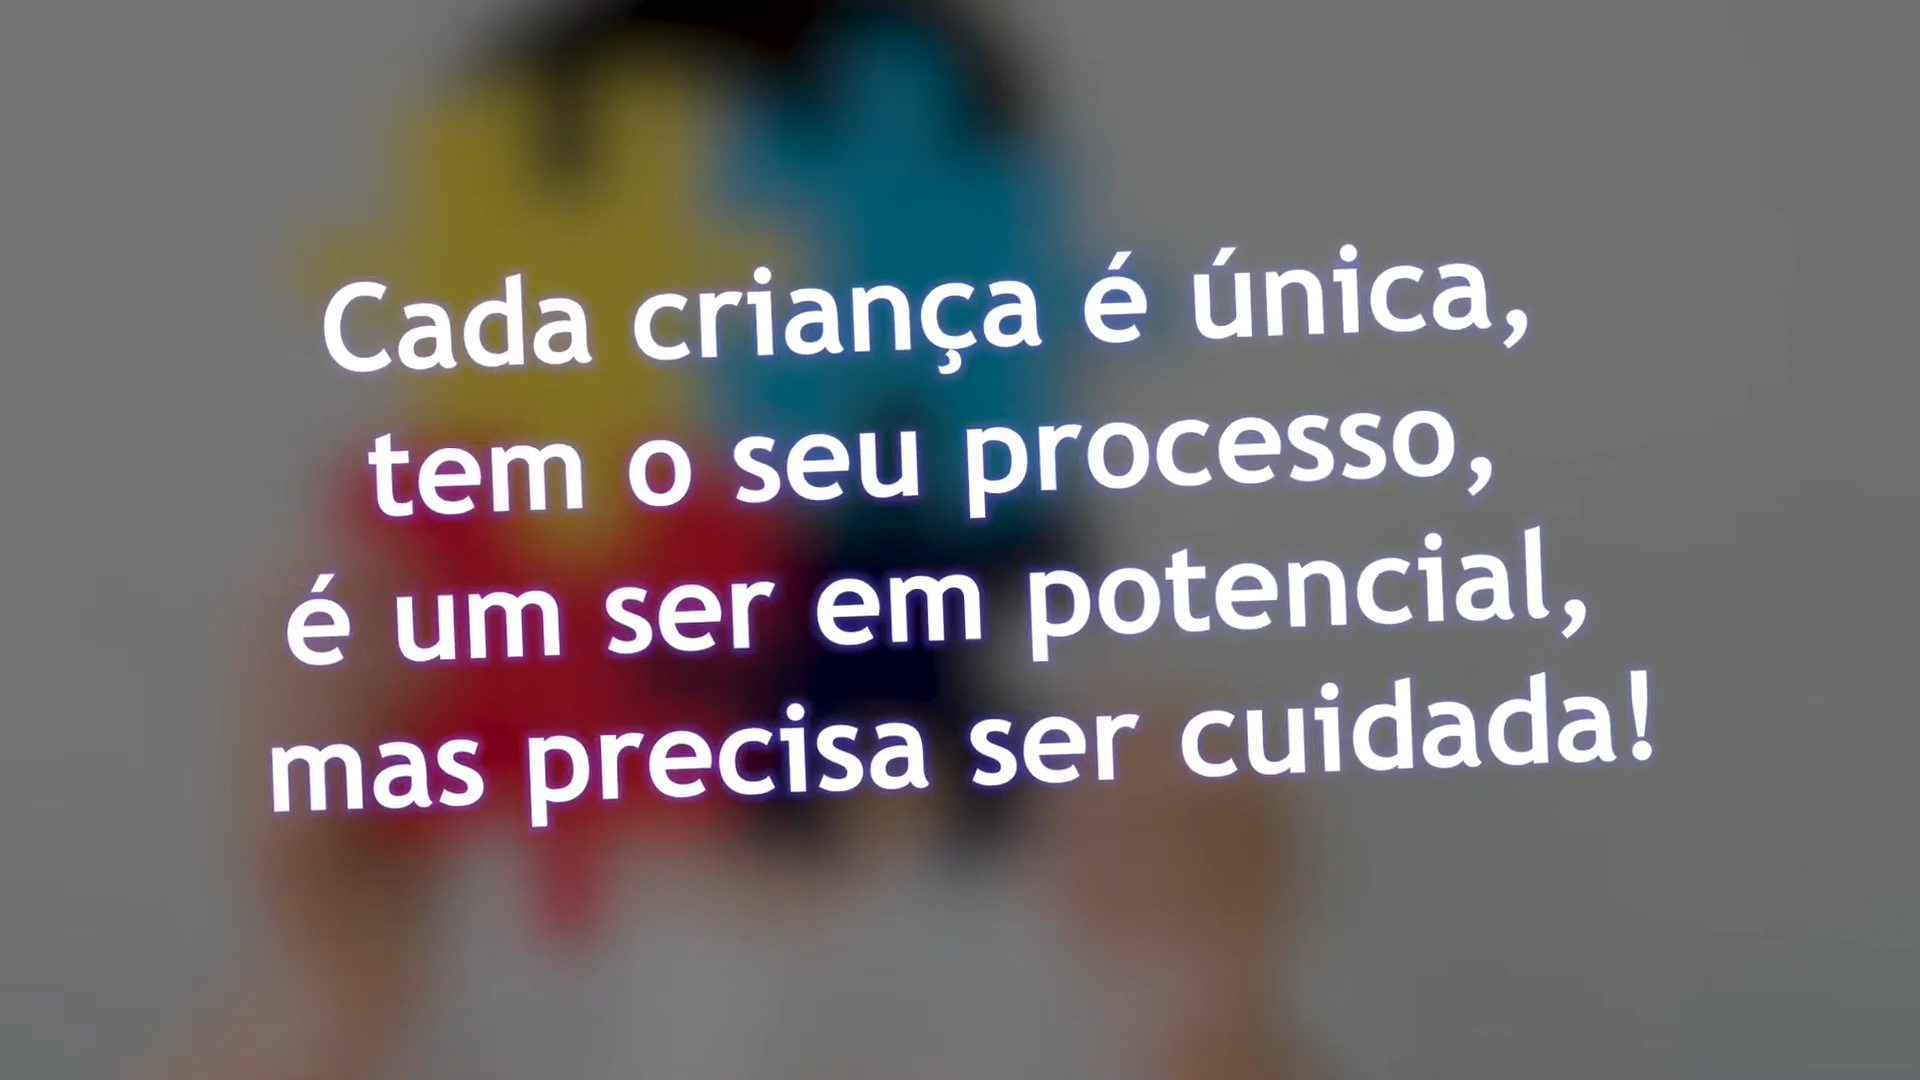 Cada criança é única,
tem o seu processo,
é um ser em potencial,
mas precisa ser cuidada!